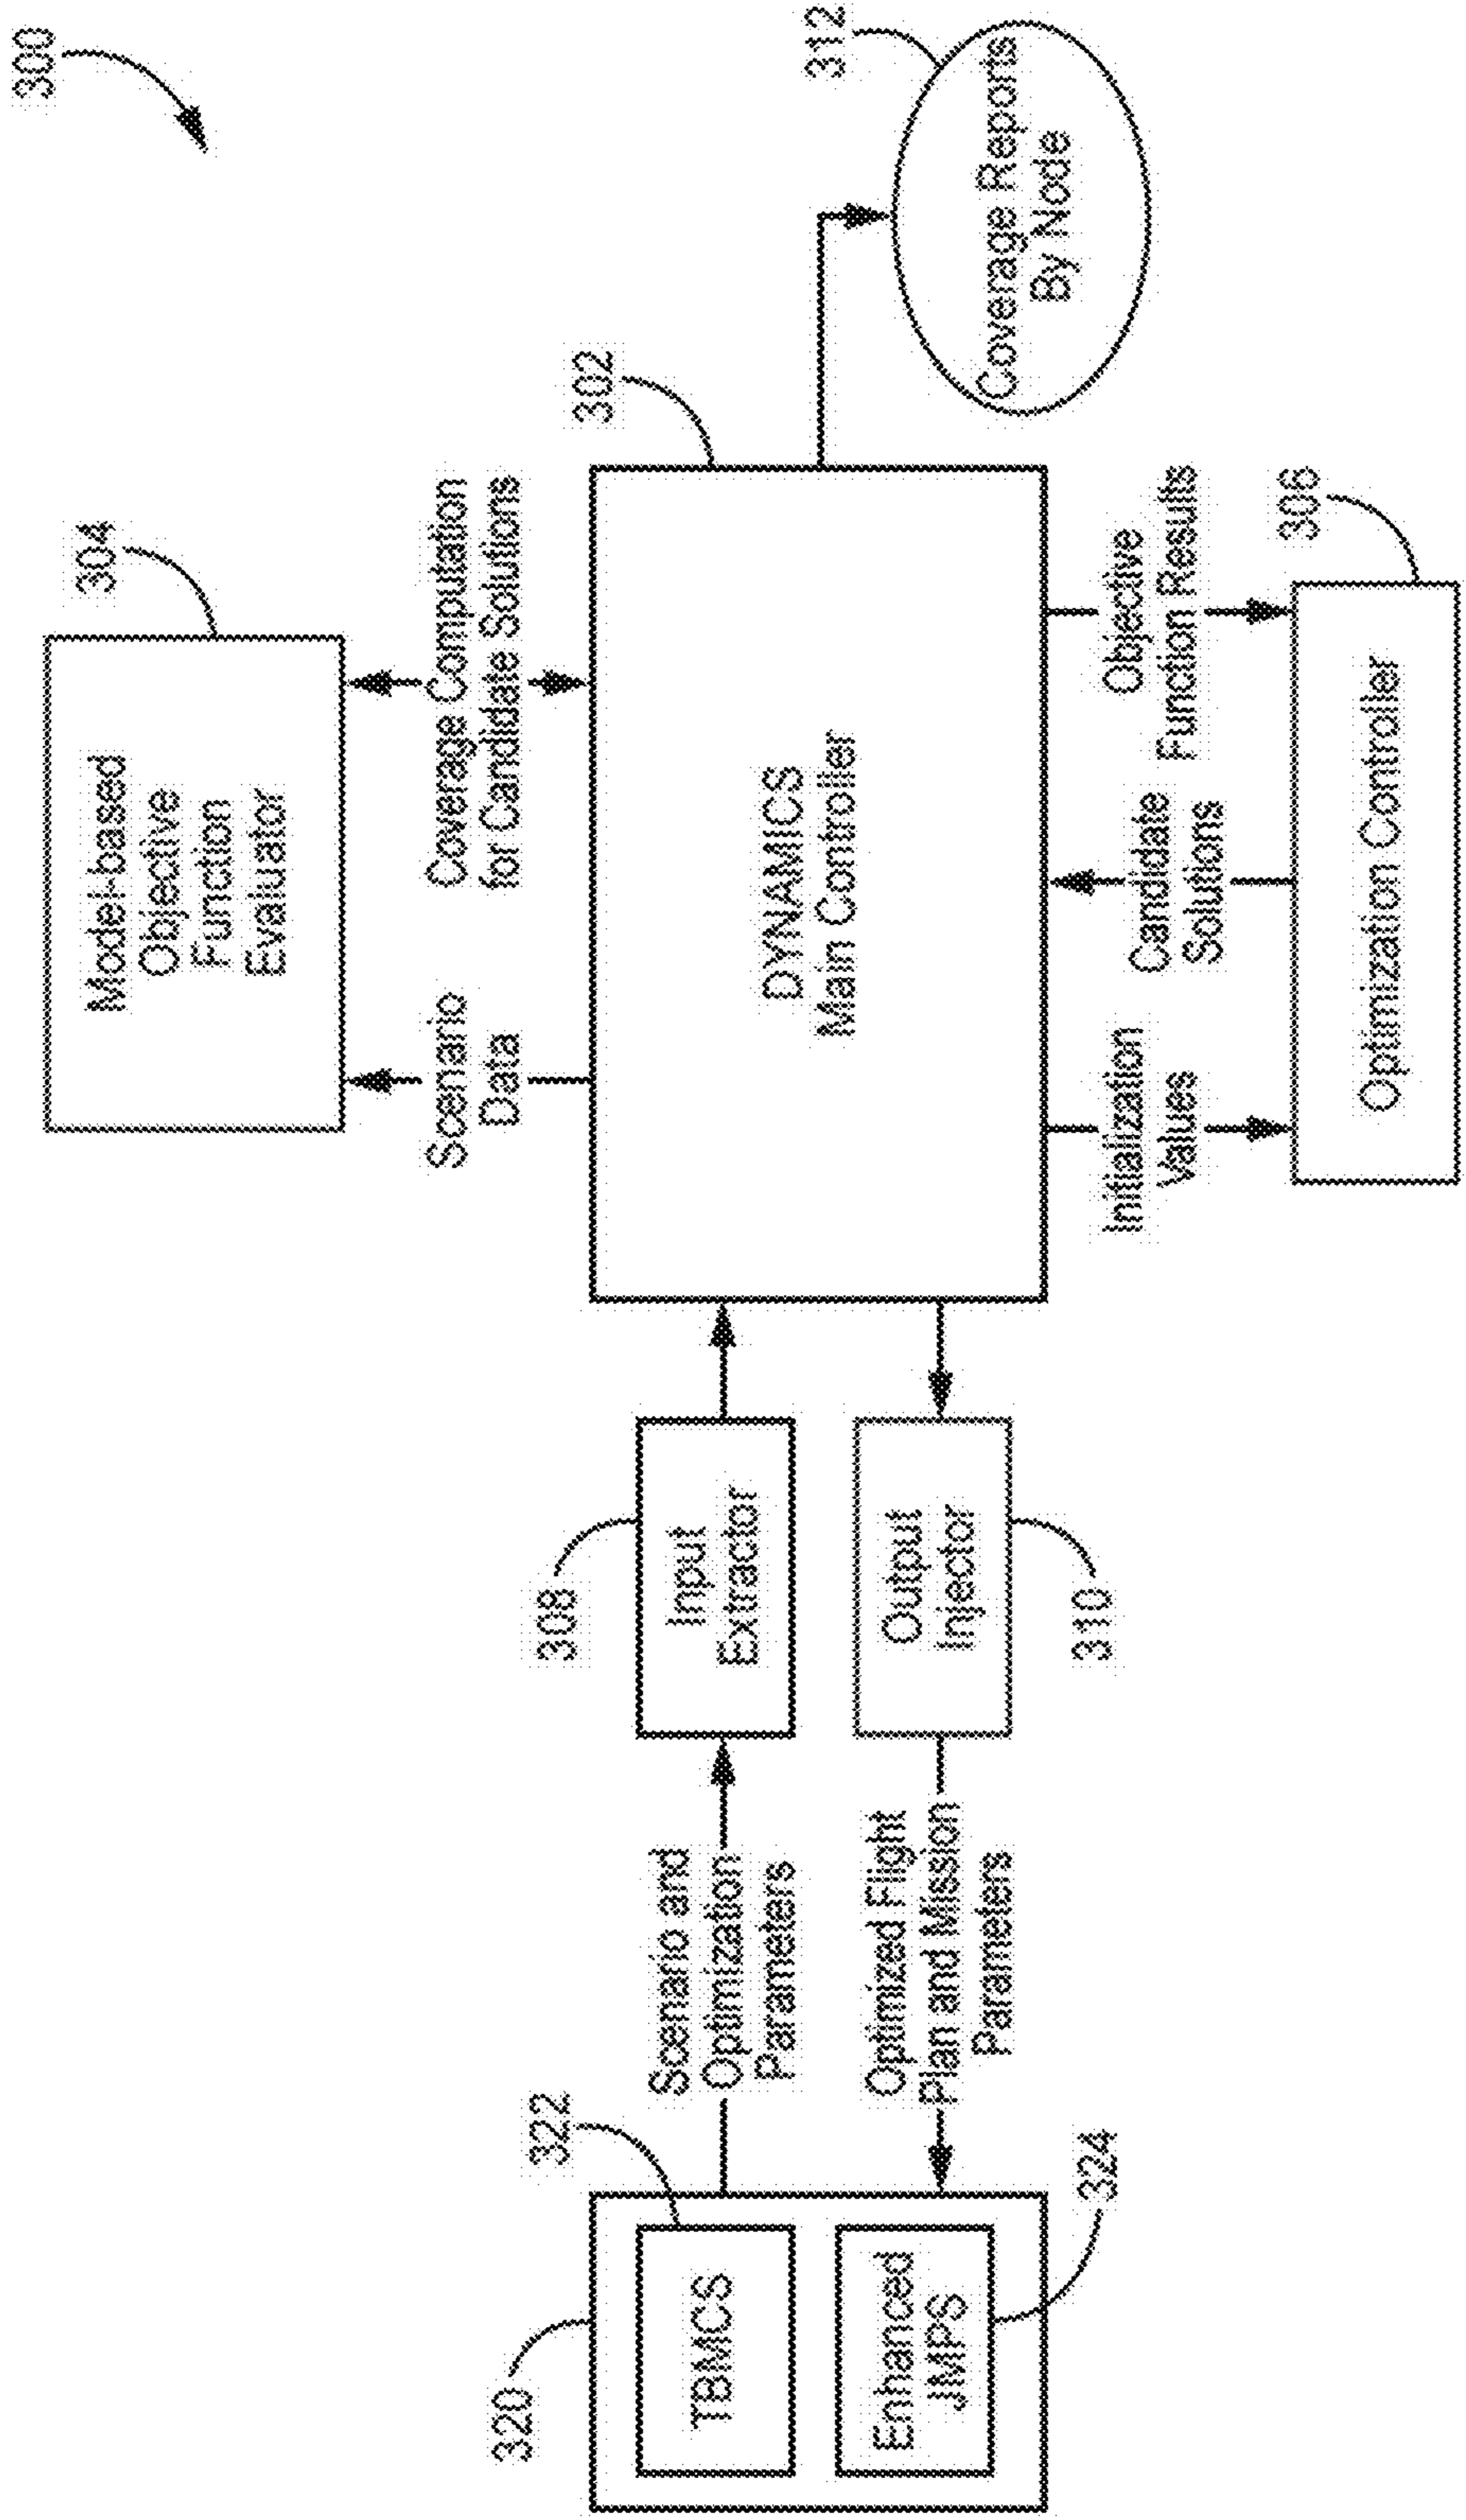 300
304
Model-based
Objective
Function
Evaluator
Scenario
Data
Coverage Computation
for Candidate Solutions
302
312
Coverage Reports
By Node
DYNAMICS
Main Controller
320
322
TBMCS
Enhanced
JMPS
324
Scenario and
Optimization
Parameters
Optimized Flight
Plan and Mission
Parameters
308
Input
Extractor
Output
Injector
310
Initialization
Values
Candidate
Solutions
Objective
Function Results
306
Optimization Controller